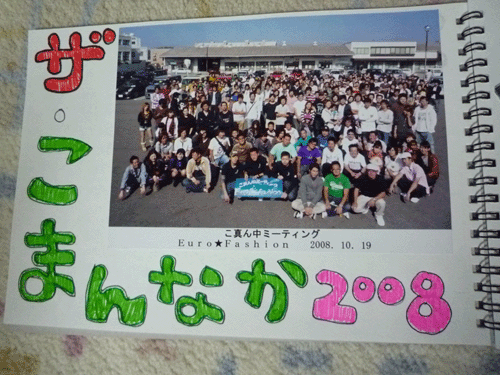 ザ・こまんなか2008
こ真ん中ミーティング
Euro★Fashion 2008.10.19